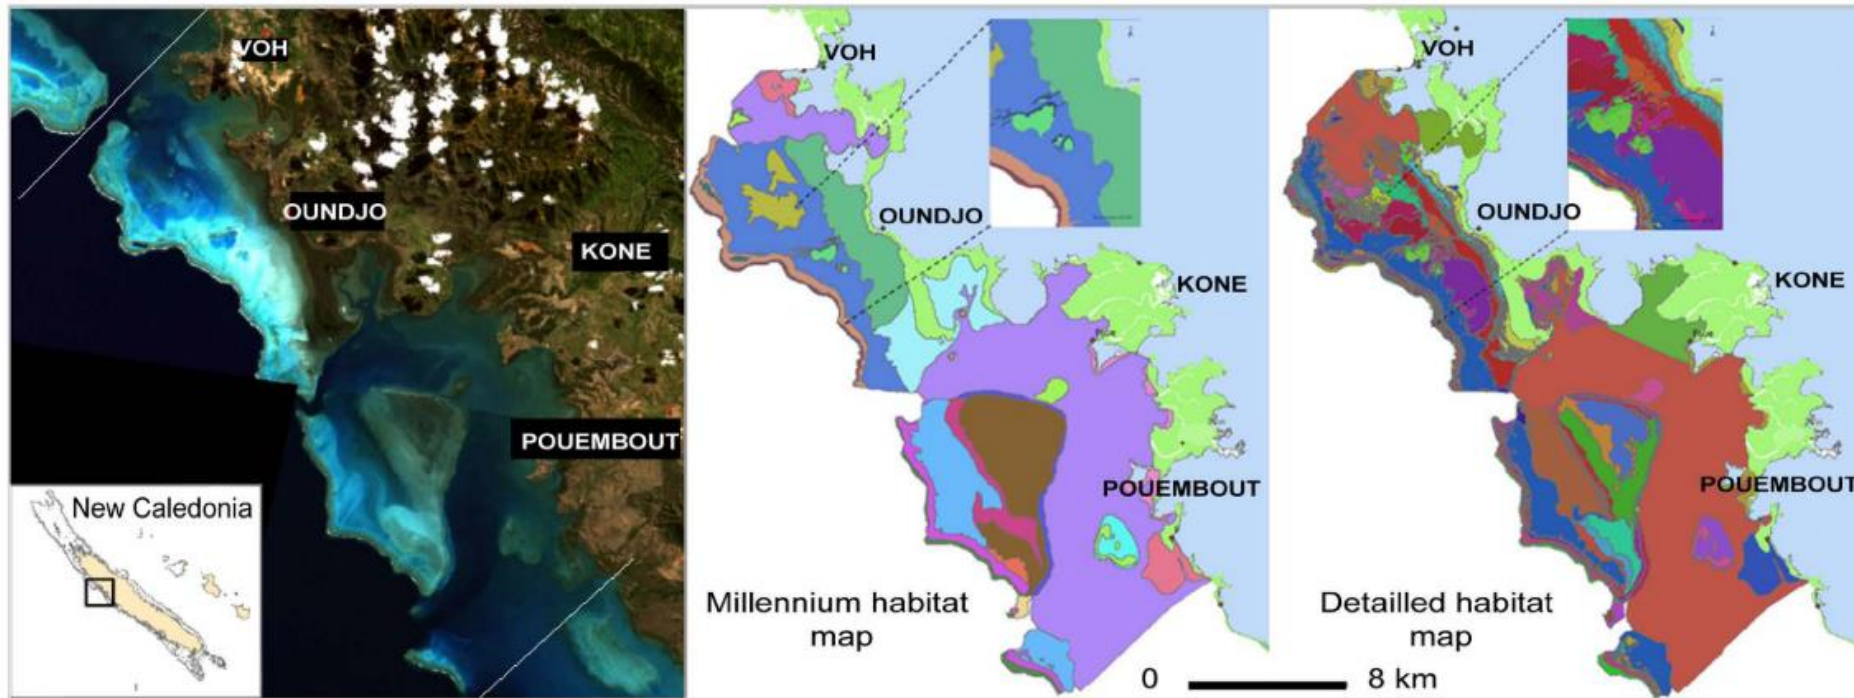 VOH
OUNDJO
KONE
POUEMBOUT
New Caledonia
VOH
OUNDJO
KONE
POUEMBOUT
Millennium habitat
map
VOH
OUNDJO
KONE
POUEMBOUT
Detailled habitat
map
0 8 km